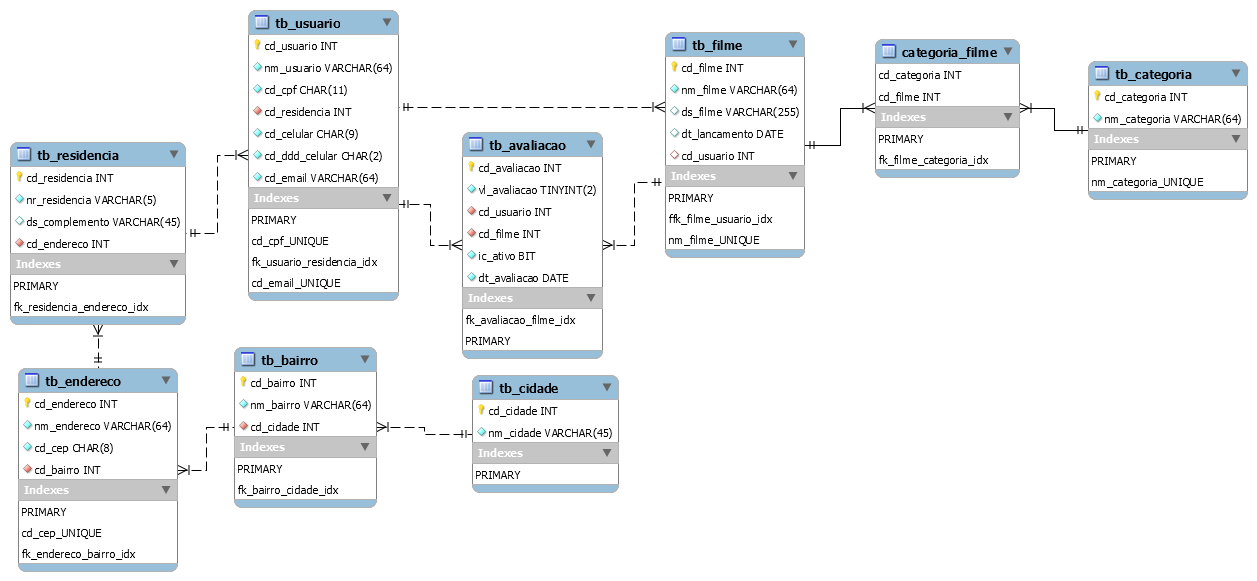 tb_usuario
cd_usuario INT
nm_usuario VARCHAR(64)
cd_cpf CHAR(11)
cd_residencia INT
cd_celular CHAR(9)
cd_ddd_celular CHAR(2)
cd_email VARCHAR(64)
Indexes
PRIMARY
cd_cpf_UNIQUE
fk_usuario_residencia_idx
cd_email_UNIQUE
tb_filme
cd_filme INT
nm_filme VARCHAR(64)
ds_filme VARCHAR(255)
dt_lancamento DATE
cd_usuario INT
Indexes
PRIMARY
ffk_filme_usuario_idx
nm_filme_UNIQUE
categoria_filme
cd_categoria INT
cd_filme INT
Indexes
PRIMARY
fk_filme_categoria_idx
tb_categoria
cd_categoria INT
nm_categoria VARCHAR(64)
Indexes
PRIMARY
nm_categoria_UNIQUE
tb_residencia
cd_residencia INT
nr_residencia VARCHAR(5)
ds_complemento VARCHAR(45)
cd_endereco INT
Indexes
PRIMARY
fk_residencia_endereco_idx
tb_avaliacao
cd_avaliacao INT
vl_avaliacao TINYINT(2)
cd_usuario INT
cd_filme INT
ic_ativo BIT
dt_avaliacao DATE
Indexes
fk_avaliacao_filme_idx
PRIMARY
tb_endereco
cd_endereco INT
nm_endereco VARCHAR(64)
cd_cep CHAR(8)
cd_bairro INT
Indexes
PRIMARY
cd_cep_UNIQUE
fk_endereco_bairro_idx
tb_bairro
cd_bairro INT
nm_bairro VARCHAR(64)
cd_cidade INT
Indexes
PRIMARY
fk_bairro_cidade_idx
tb_cidade
cd_cidade INT
nm_cidade VARCHAR(45)
Indexes
PRIMARY